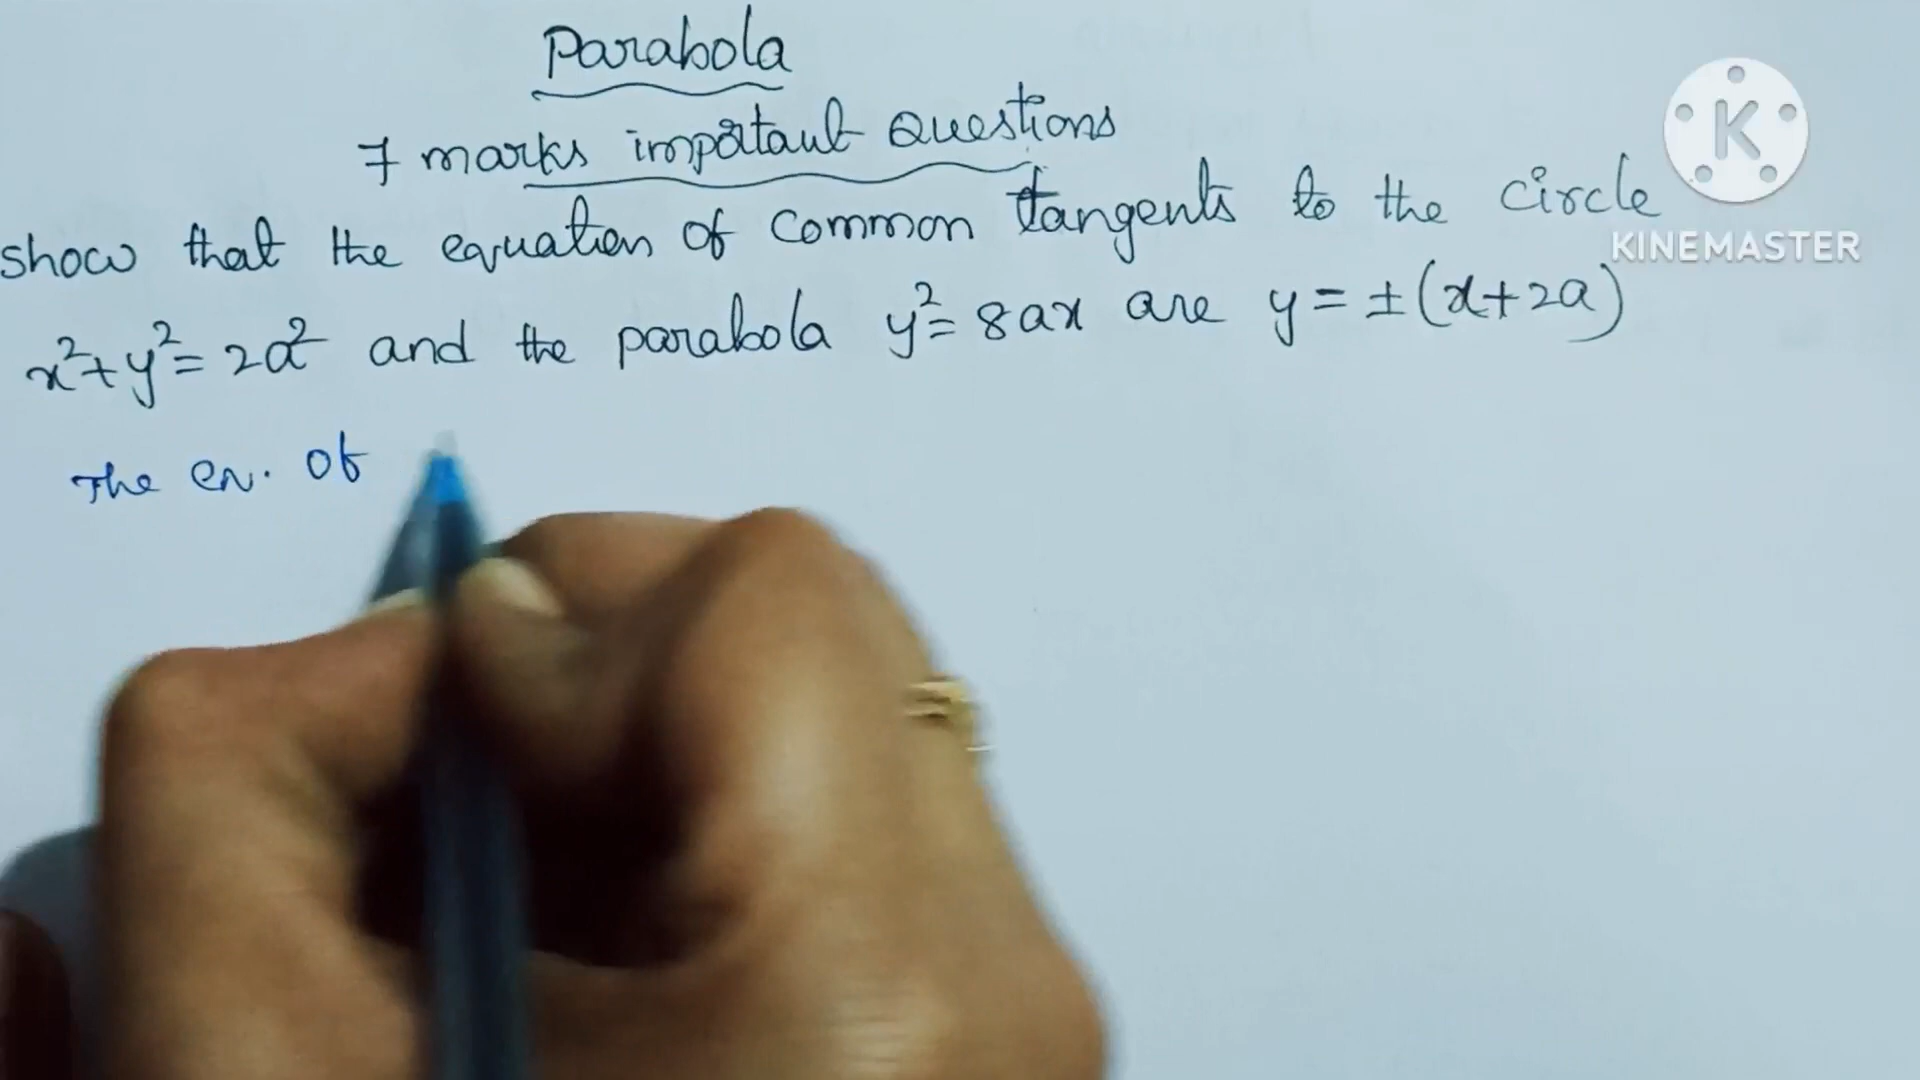 Parabola
7 marks important Questions
show that the equation of common tangents to the circle
x²+y²=2a² and the parabola y²=8ax are y=±(x+2a)
The en. of
K
KINEMASTER